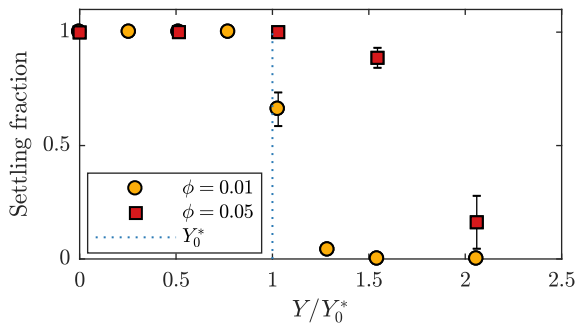 1
0.5
0
Settling fraction
ϕ = 0.01
ϕ = 0.05
Y₀*
0 0.5 1 1.5 2 2.5
Y/Y₀*